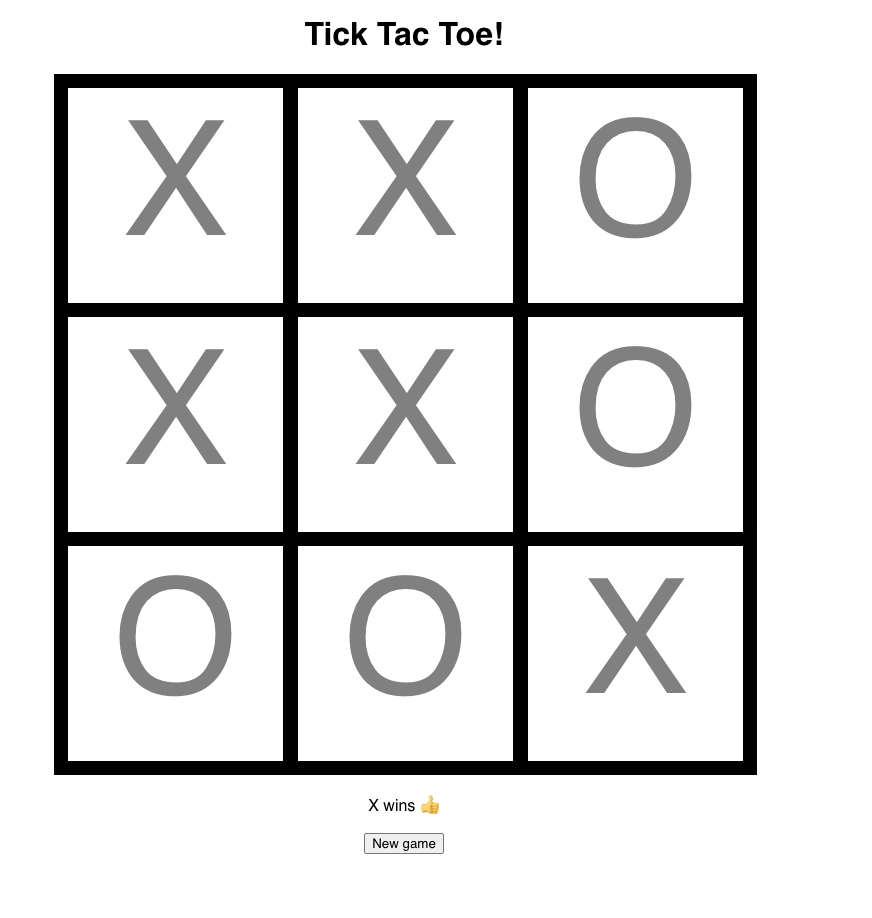 Tick Tac Toe!
X X O
X X O
O O X
X wins 👍
New game